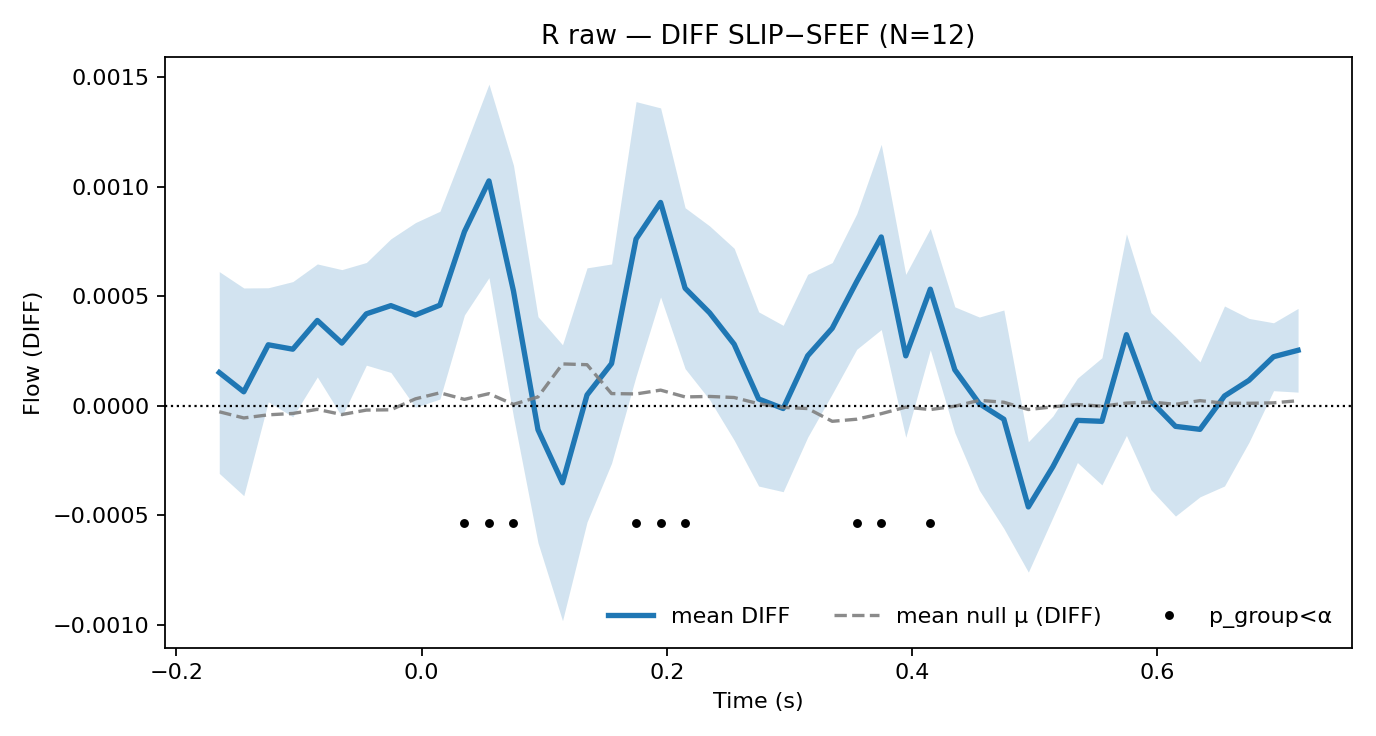 R raw — DIFF SLIP−SFEF (N=12)
Flow (DIFF)
0.0015
0.0010
0.0005
0.0000
−0.0005
−0.0010
mean DIFF
mean null μ (DIFF)
p_group<α
−0.2
0.0
0.2
0.4
0.6
Time (s)